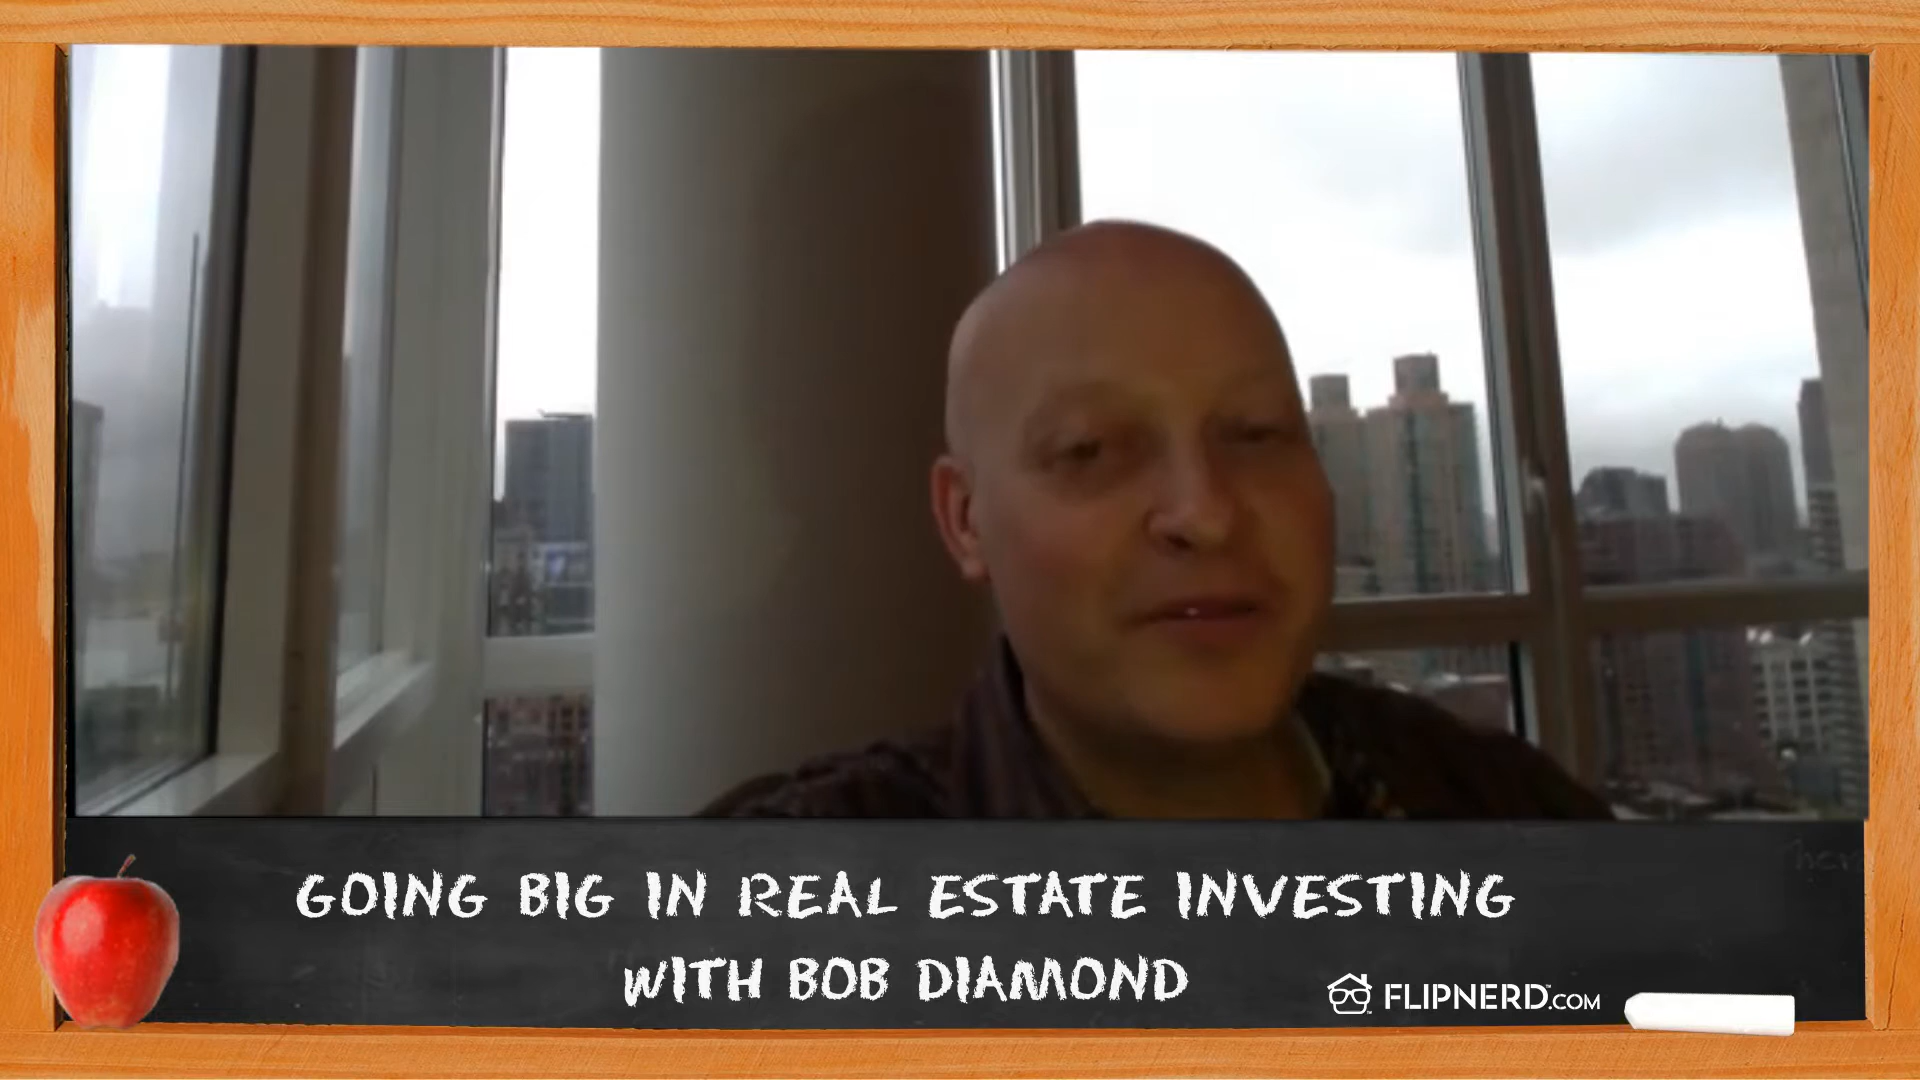 GOING BIG IN REAL ESTATE INVESTING
WITH BOB DIAMOND
FLIPNERD.COM